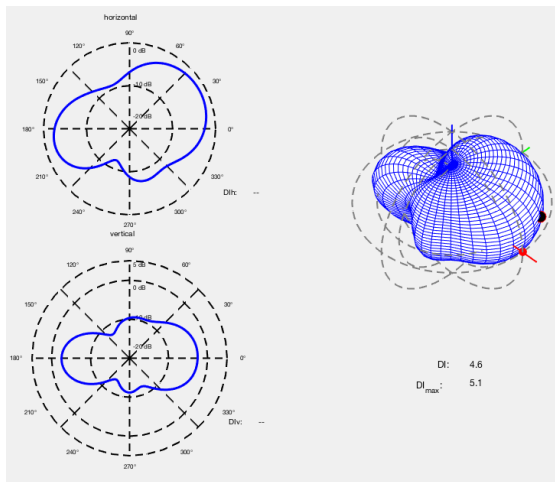 horizontal
90°
120°
60°
0 dB
150°
30°
-10 dB
-20 dB
180°
0°
210°
330°
DIh: --
240°
300°
270°
vertical
90°
120°
5 dB
60°
0 dB
150°
30°
-10 dB
-20 dB
180°
0°
210°
330°
DIv: --
240°
300°
270°
DI: 4.6
DImax: 5.1